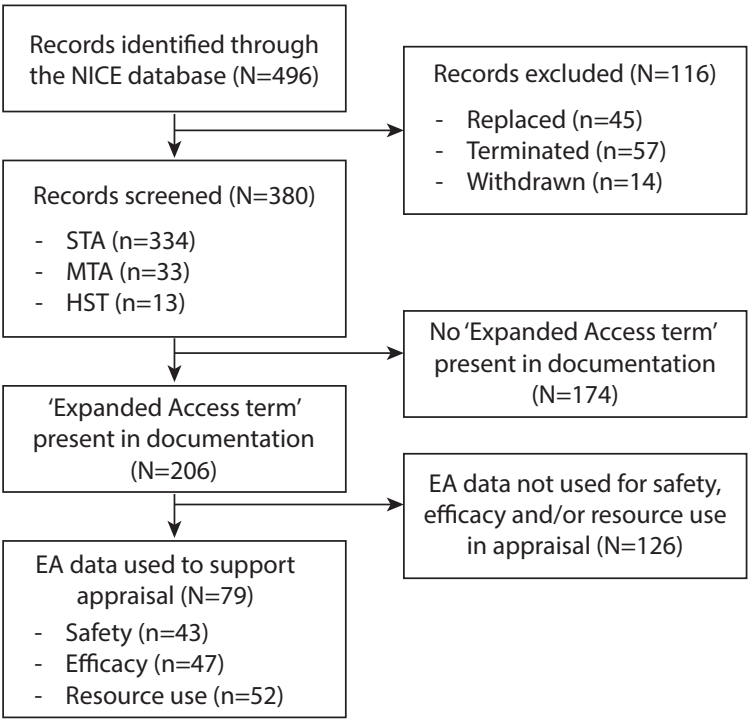 Records identified through
the NICE database (N=496)
Records excluded (N=116)
- Replaced (n=45)
- Terminated (n=57)
- Withdrawn (n=14)
Records screened (N=380)
- STA (n=334)
- MTA (n=33)
- HST (n=13)
No ‘Expanded Access term’
present in documentation
(N=174)
‘Expanded Access term’
present in documentation
(N=206)
EA data not used for safety,
efficacy and/or resource use
in appraisal (N=126)
EA data used to support
appraisal (N=79)
- Safety (n=43)
- Efficacy (n=47)
- Resource use (n=52)